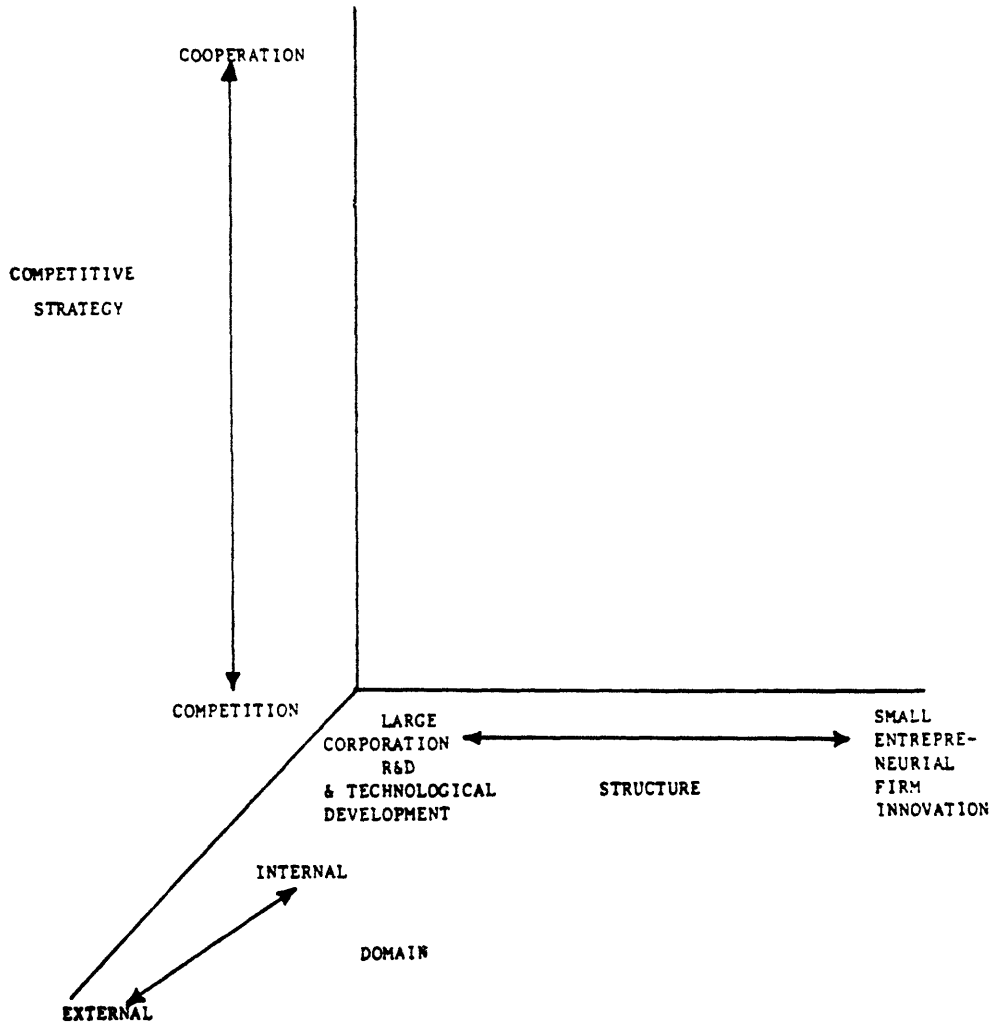 COOPERATION
COMPETITIVE
STRATEGY
COMPETITION
LARGE
CORPORATION
R&D
& TECHNOLOGICAL
DEVELOPMENT
STRUCTURE
SMALL
ENTREPRE-
NEURIAL
FIRM
INNOVATION
INTERNAL
DOMAIN
EXTERNAL